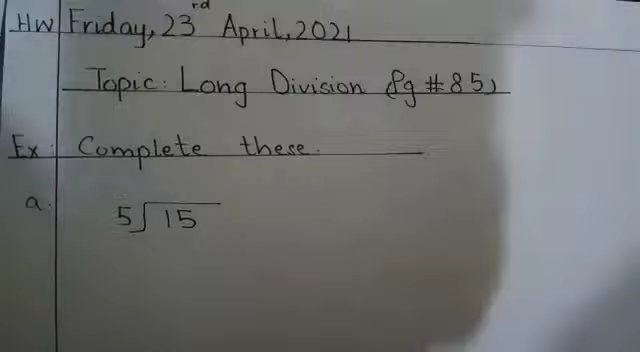 HW Friday, 23rd April, 2021
Topic: Long Division (Pg #85)
Ex: Complete these.
a. 5)15